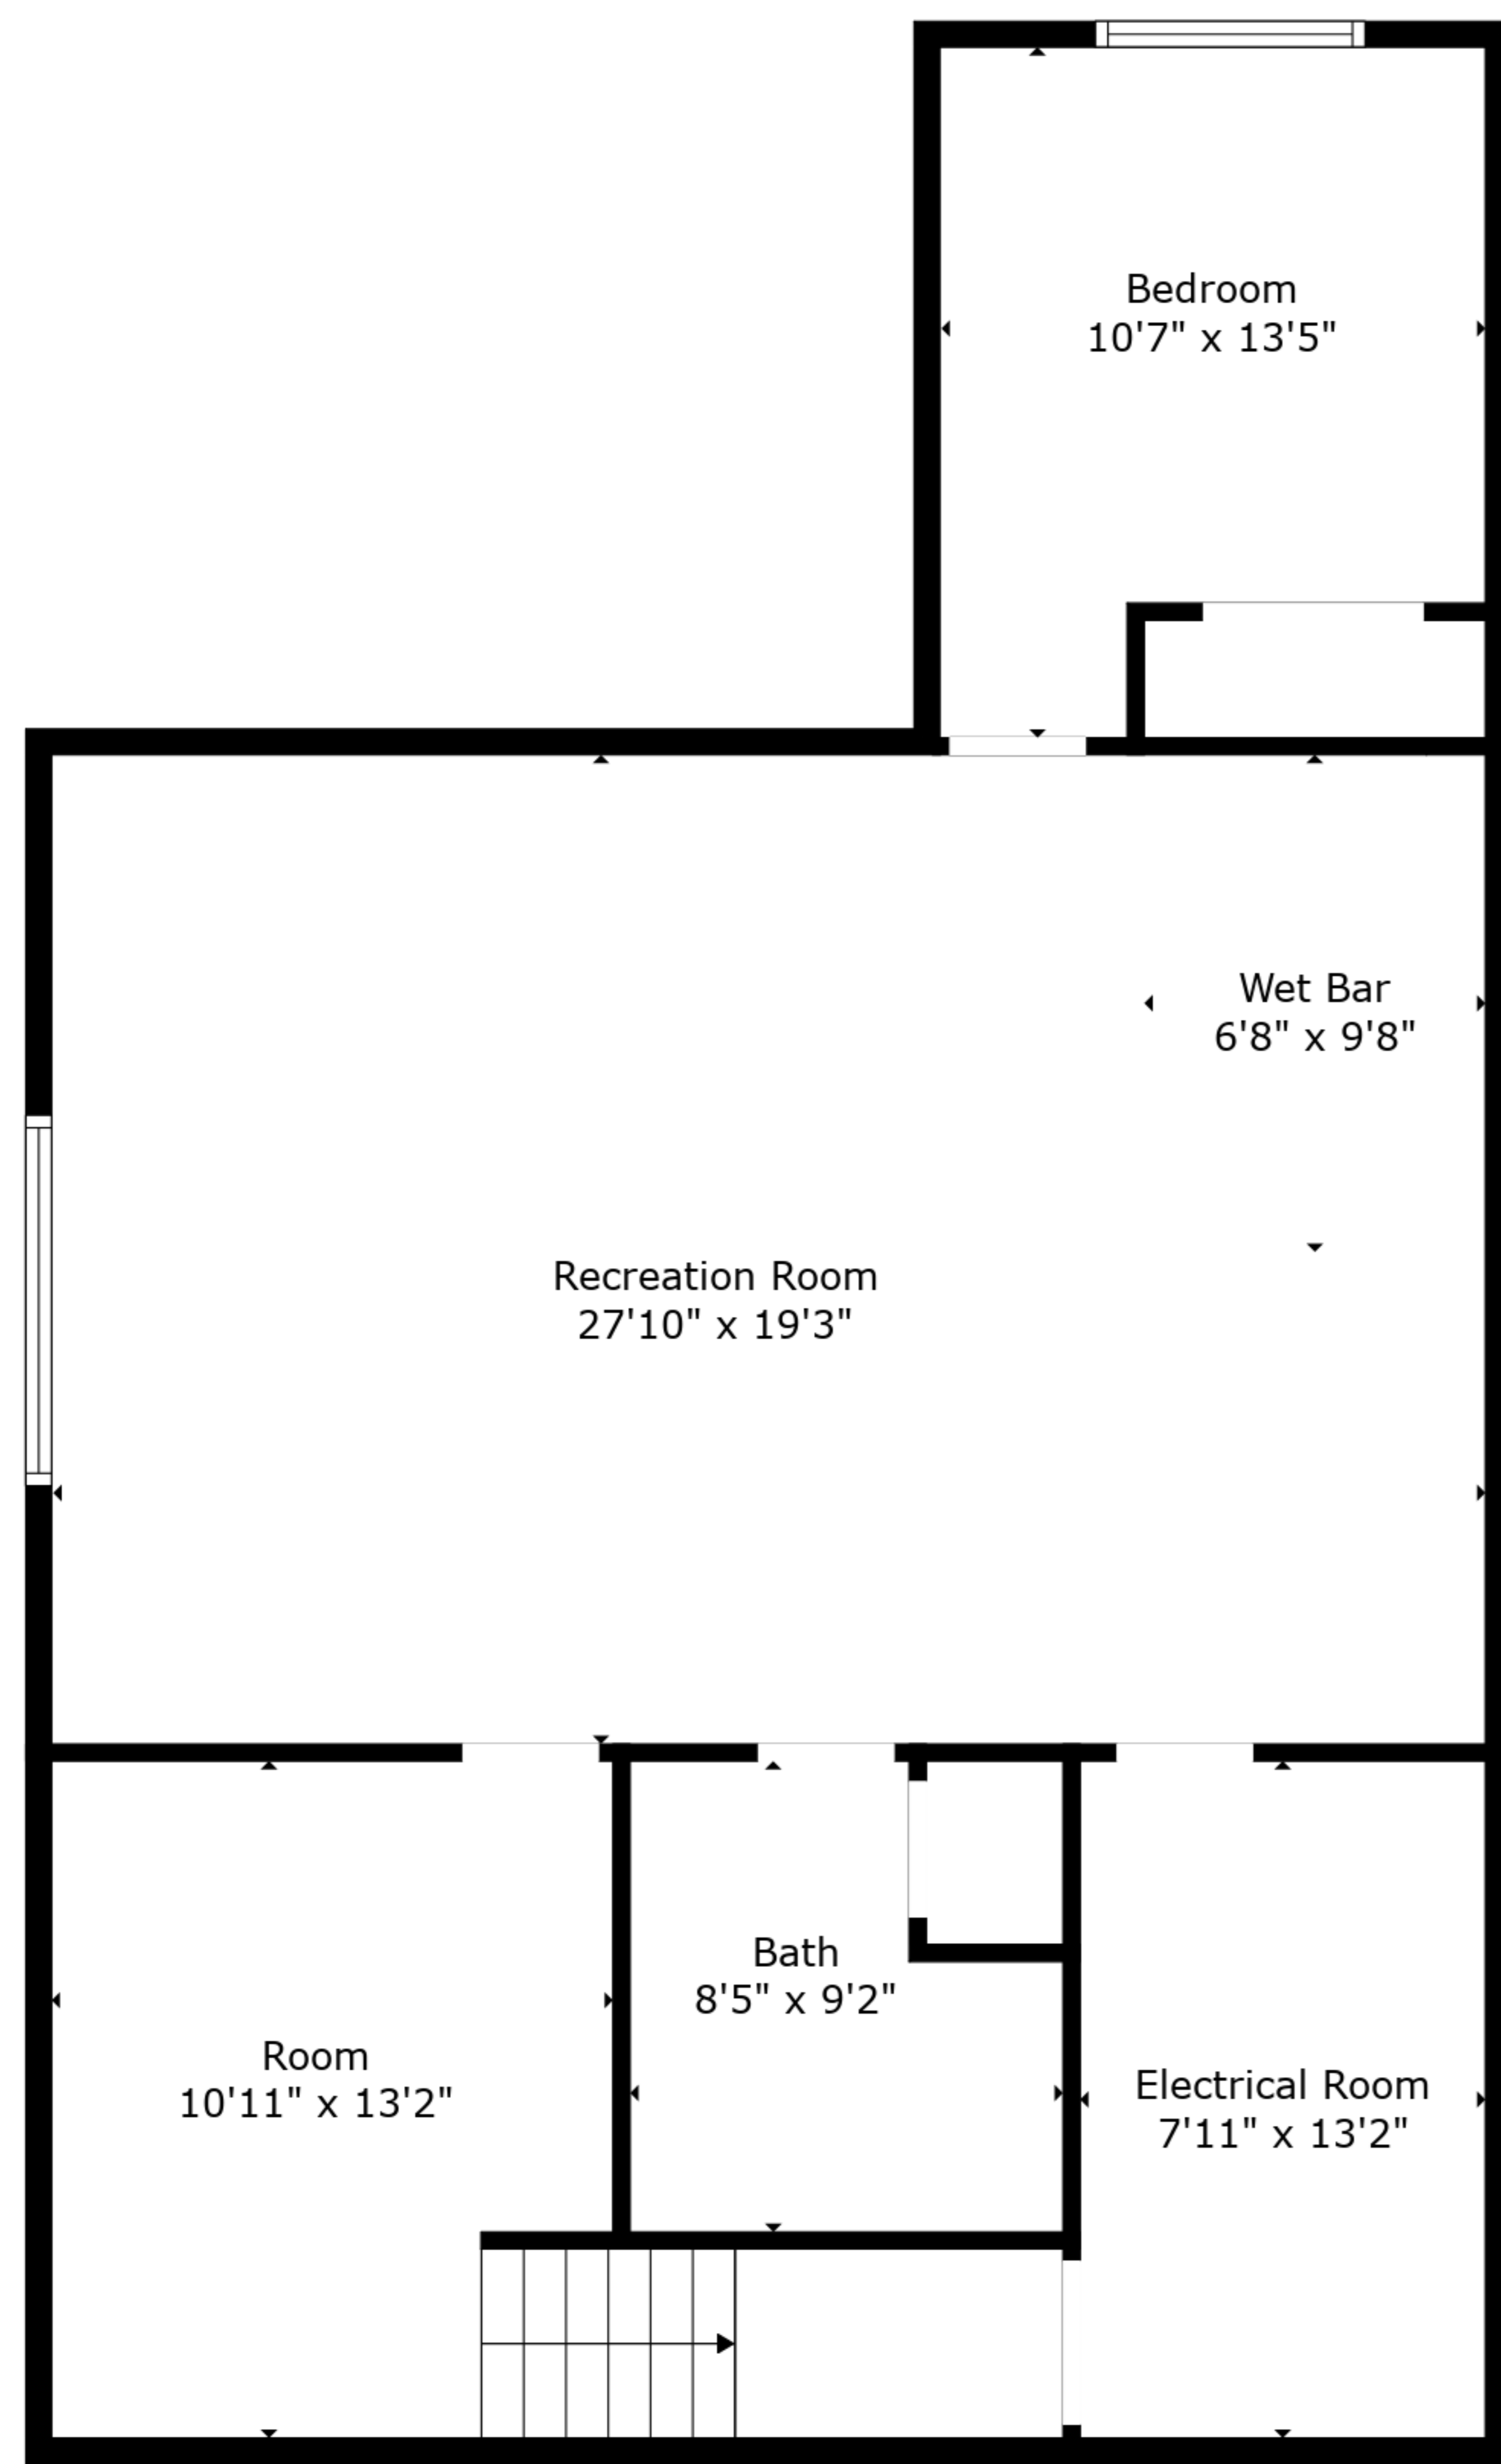 Bedroom
10'7" x 13'5"
Wet Bar
6'8" x 9'8"
Recreation Room
27'10" x 19'3"
Bath
8'5" x 9'2"
Room
10'11" x 13'2"
Electrical Room
7'11" x 13'2"